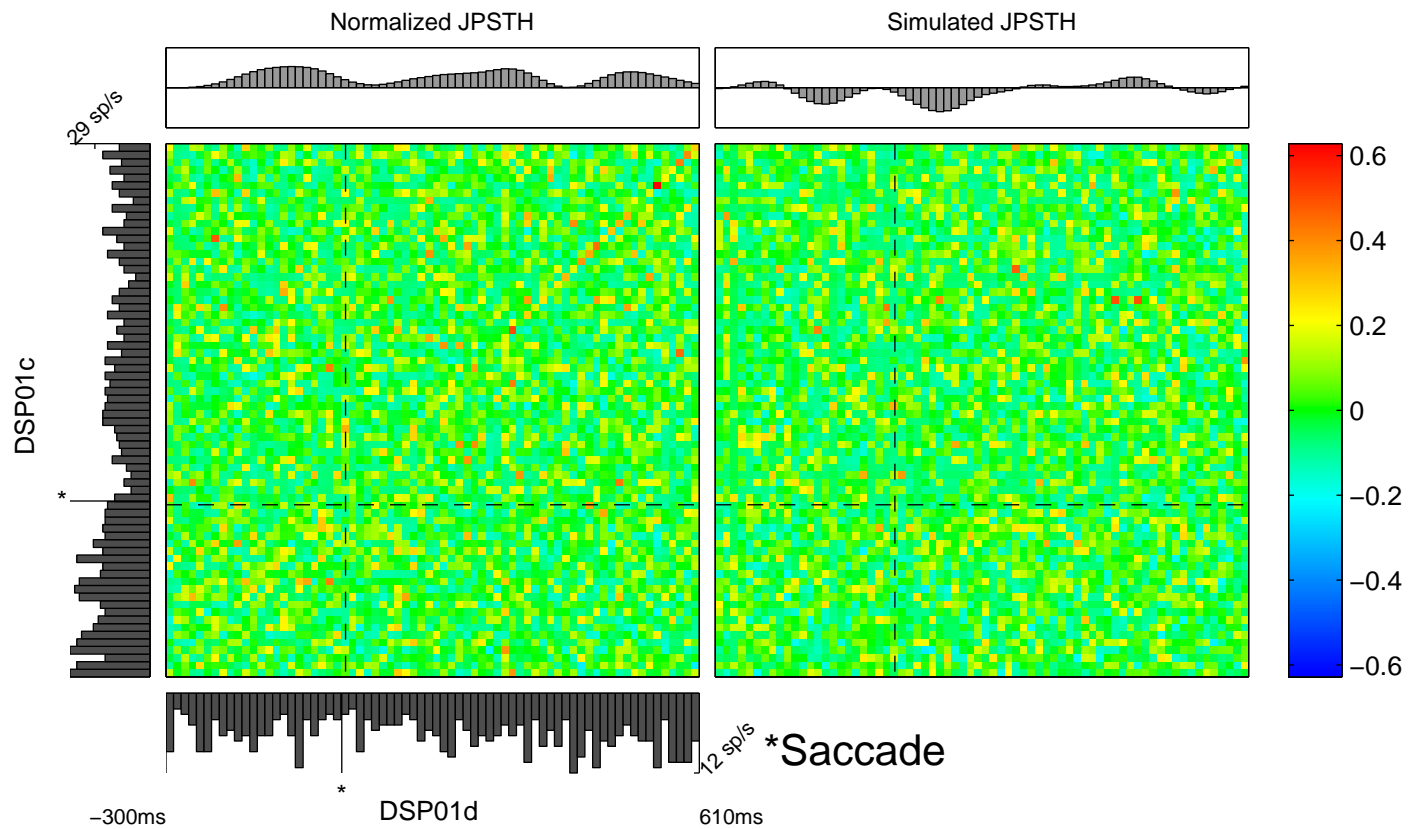 Normalized JPSTH
Simulated JPSTH
29 sp/s
DSP01c
*
0.6
0.4
0.2
0
−0.2
−0.4
−0.6
12 sp/s
*Saccade
*
−300ms
DSP01d
610ms